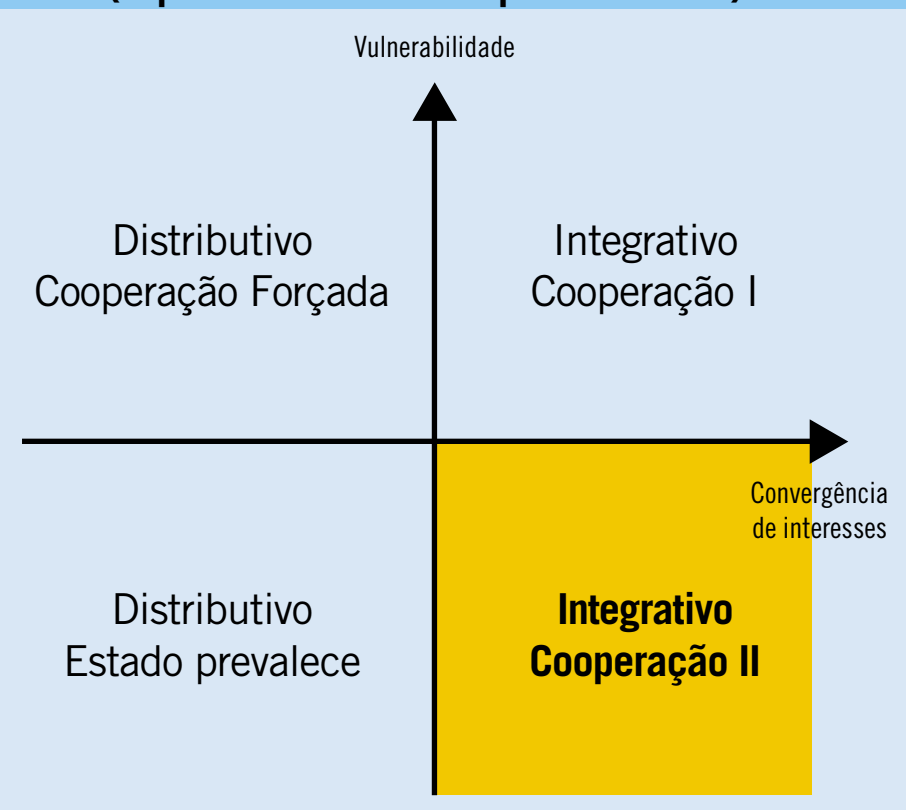 Vulnerabilidade
Distributivo
Cooperação Forçada
Integrativo
Cooperação I
Convergência
de interesses
Distributivo
Estado prevalece
Integrativo
Cooperação II